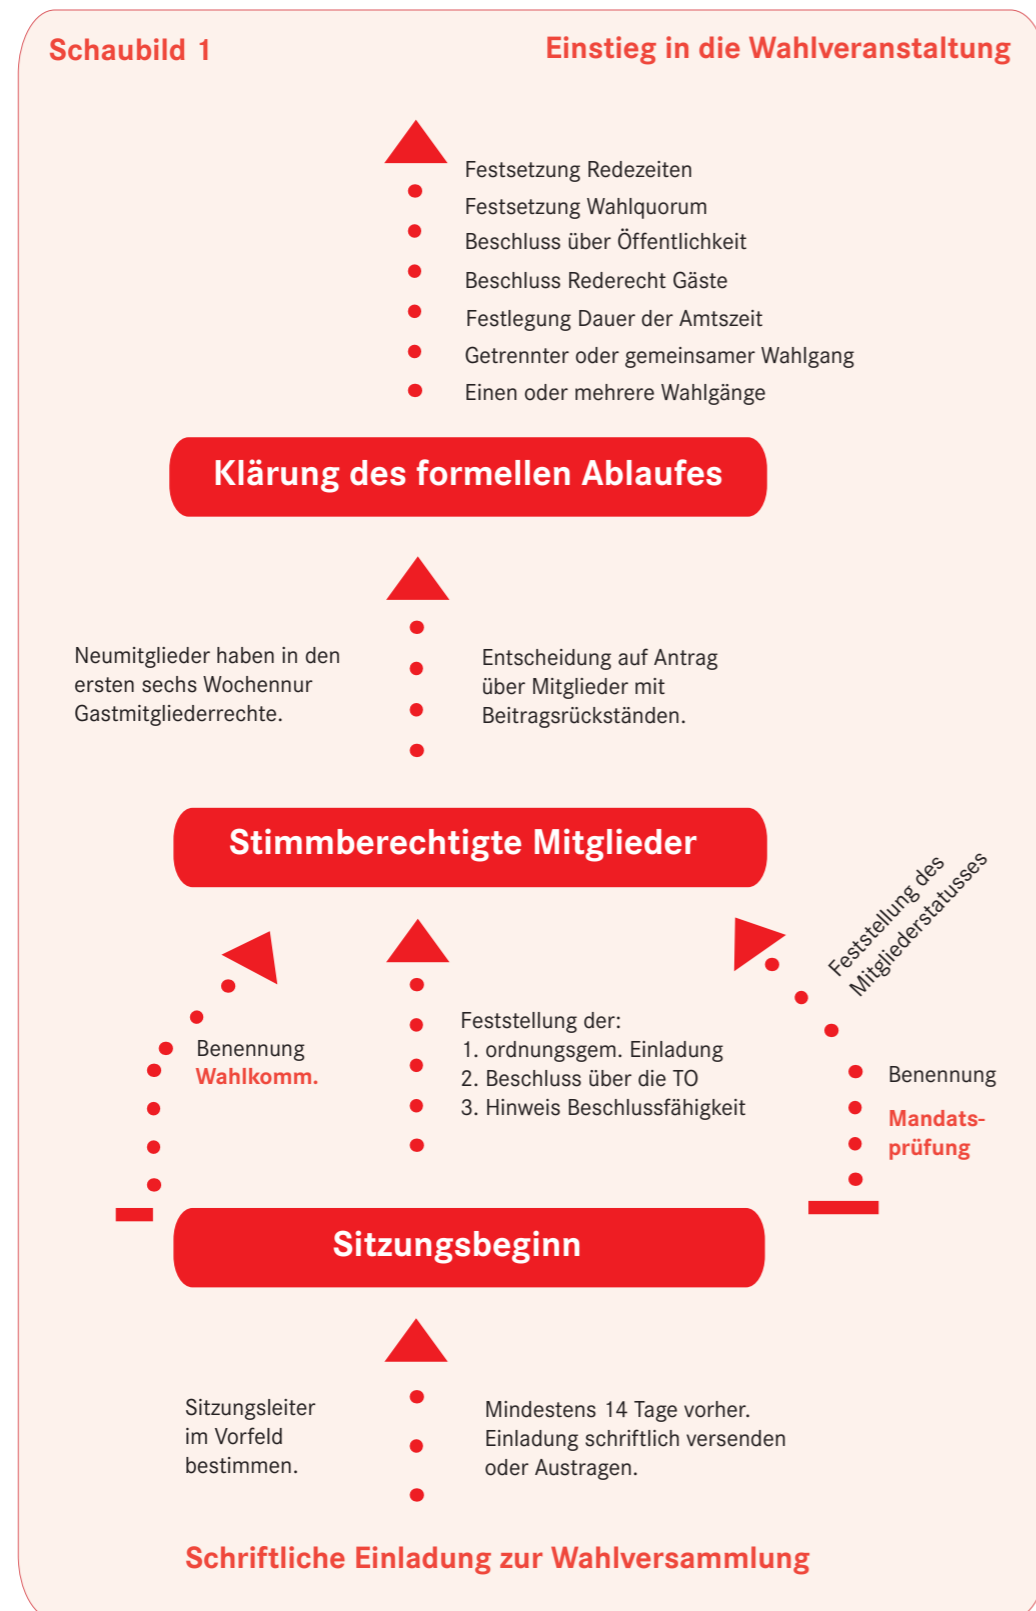 Schaubild 1
Einstieg in die Wahlveranstaltung
Festsetzung Redezeiten
Festsetzung Wahlquorum
Beschluss über Öffentlichkeit
Beschluss Rederecht Gäste
Festlegung Dauer der Amtszeit
Getrennter oder gemeinsamer Wahlgang
Einen oder mehrere Wahlgänge
Klärung des formellen Ablaufes
Neumitglieder haben in den
ersten sechs Wochennur
Gastmitgliederrechte.
Entscheidung auf Antrag
über Mitglieder mit
Beitragsrückständen.
Stimmberechtigte Mitglieder
Feststellung des
Mitgliederstatusses
Benennung
Wahlkomm.
Feststellung der:
1. ordnungsgem. Einladung
2. Beschluss über die TO
3. Hinweis Beschlussfähigkeit
Benennung
Mandats-
prüfung
Sitzungsbeginn
Sitzungsleiter
im Vorfeld
bestimmen.
Mindestens 14 Tage vorher.
Einladung schriftlich versenden
oder Austragen.
Schriftliche Einladung zur Wahlversammlung